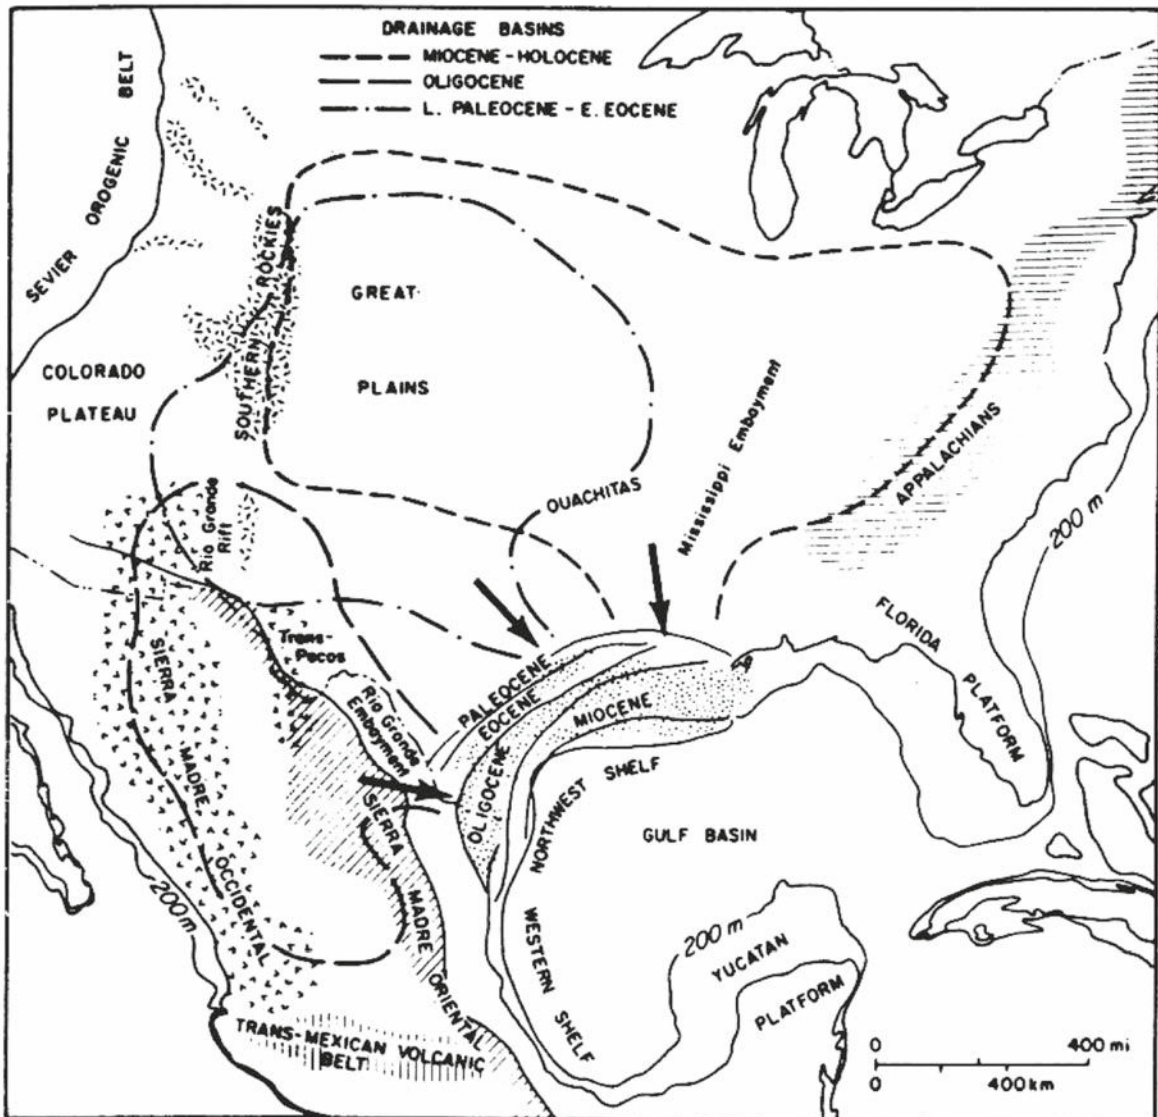 DRAINAGE BASINS
MIOCENE - HOLOCENE
OLIGOCENE
L. PALEOCENE - E. EOCENE
SEVIER OROGENIC BELT
SOUTHERN ROCKIES
GREAT
PLAINS
COLORADO
PLATEAU
OUACHITAS
Mississippi Embayment
APPALACHIANS
200 m
Rio Grande
Rift
Trans-
Pecos
Rio Grande
Embayment
PALEOCENE
EOCENE
OLIGOCENE
MIOCENE
FLORIDA
PLATFORM
SIERRA
MADRE
OCCIDENTAL
200 m
SIERRA
MADRE
ORIENTAL
NORTHWEST SHELF
GULF BASIN
WESTERN SHELF
200 m
YUCATAN
PLATFORM
TRANS-MEXICAN VOLCANIC
BELT
0 400 mi
0 400 km